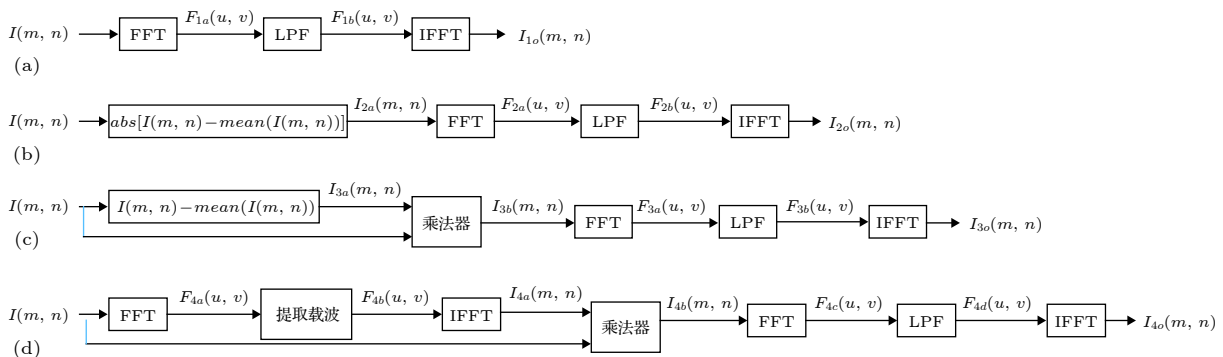 F1a(u, v) F1b(u, v)
I(m, n) FFT LPF IFFT I1o(m, n)
(a)
I2a(m, n) F2a(u, v) F2b(u, v)
I(m, n) abs[I(m, n)−mean(I(m, n))] FFT LPF IFFT I2o(m, n)
(b)
I3a(m, n)
I(m, n) I(m, n)−mean(I(m, n)) 乘法器 I3b(m, n) FFT F3a(u, v) LPF F3b(u, v) IFFT I3o(m, n)
(c)
F4a(u, v) F4b(u, v) I4a(m, n)
I(m, n) FFT 提取载波 IFFT 乘法器 I4b(m, n) FFT F4c(u, v) LPF F4d(u, v) IFFT I4o(m, n)
(d)